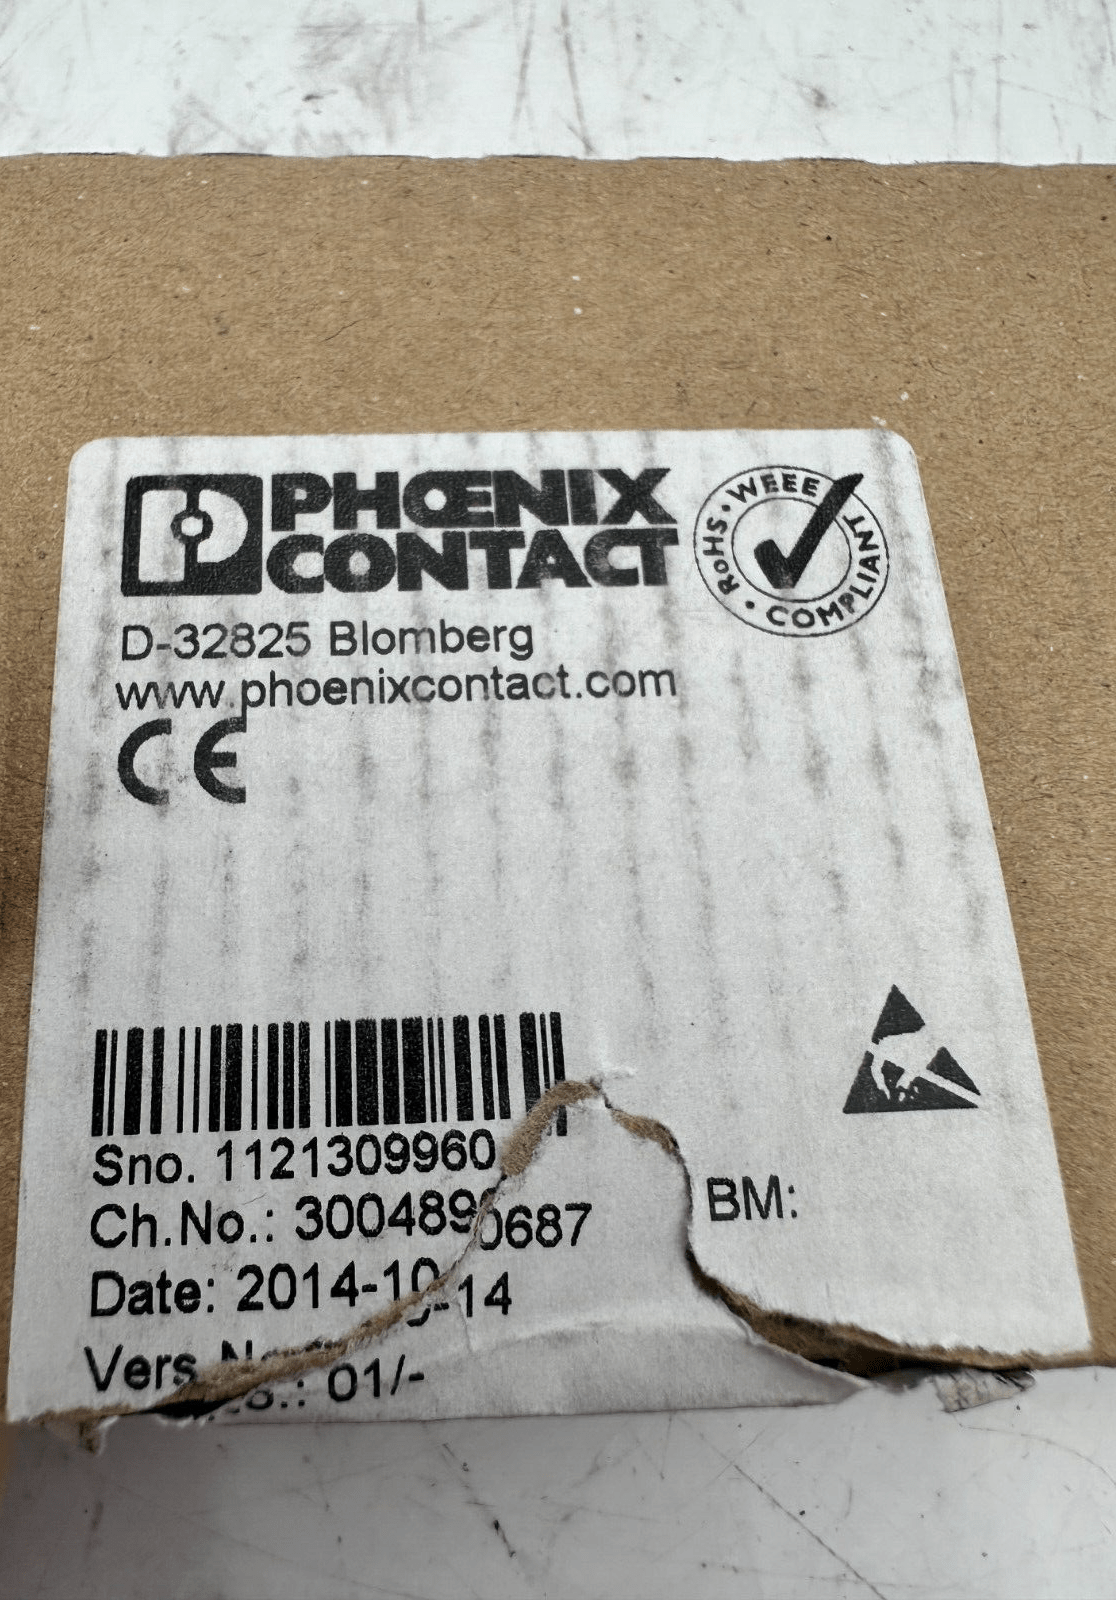 PHŒNIX
CONTACT
WEEE
RoHS
COMPLIANT
D-32825 Blomberg
www.phoenixcontact.com
CE
Sno. 1121309960
Ch.No.: 3004890687
BM:
Date: 2014-10-14
Vers 01/-